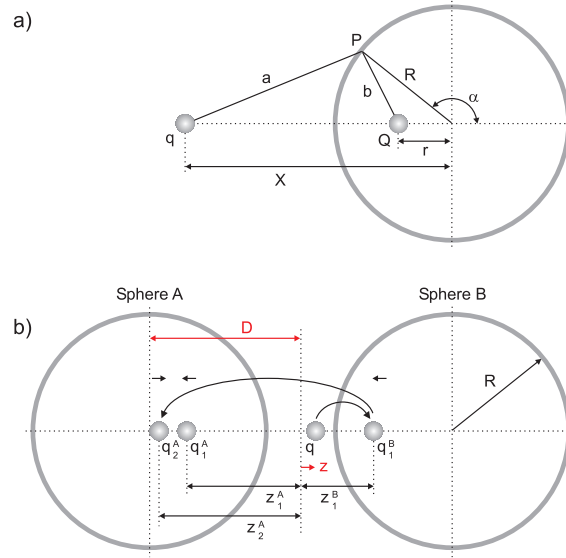 a)
P
a
R
b
α
q
Q
r
X
Sphere A
Sphere B
b)
D
R
q₂ᴬ
q₁ᴬ
q
q₁ᴮ
z
z₁ᴬ
z₁ᴮ
z₂ᴬ